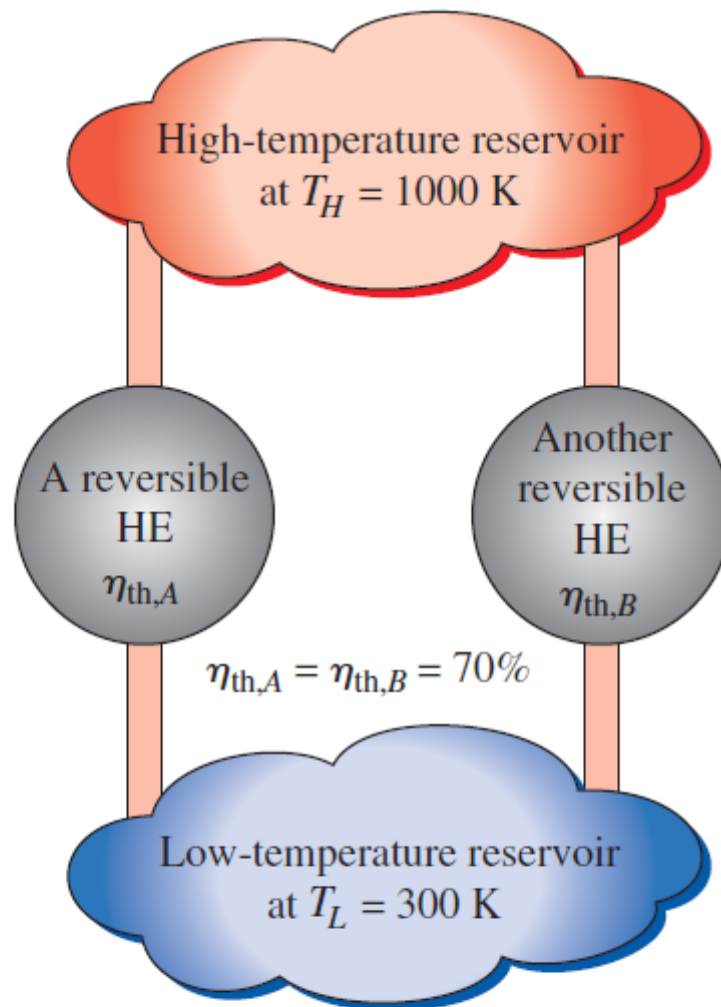 High-temperature reservoir
at T_H = 1000 K
A reversible
HE
η_th,A
Another
reversible
HE
η_th,B
η_th,A = η_th,B = 70%
Low-temperature reservoir
at T_L = 300 K